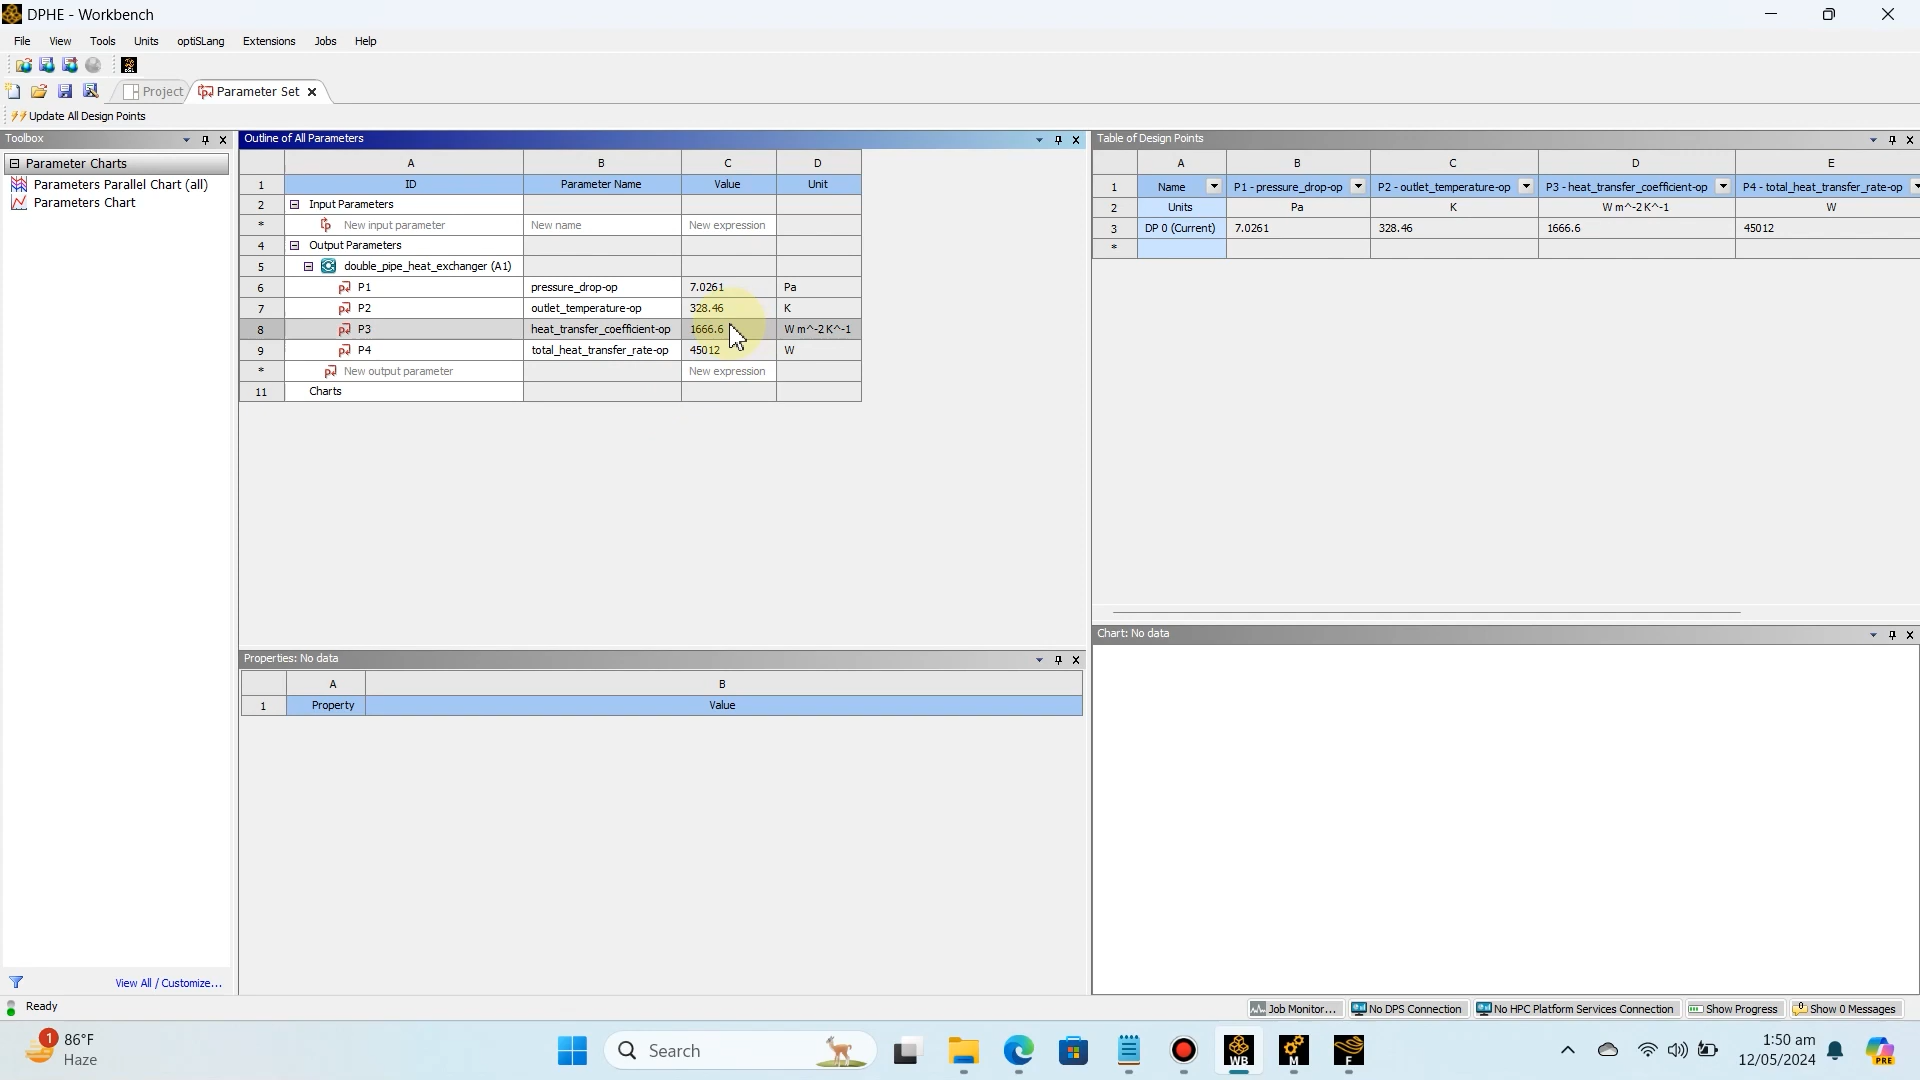 DPHE - Workbench
File View Tools Units optiSLang Extensions Jobs Help
Project Parameter Set
Update All Design Points
Toolbox
Parameter Charts
Parameters Parallel Chart (all)
Parameters Chart
View All / Customize...
Outline of All Parameters
A B C D
1 ID Parameter Name Value Unit
2 Input Parameters
* New input parameter New name New expression
4 Output Parameters
5 double_pipe_heat_exchanger (A1)
6 P1 pressure_drop-op 7.0261 Pa
7 P2 outlet_temperature-op 328.46 K
8 P3 heat_transfer_coefficient-op 1666.6 W m^-2 K^-1
9 P4 total_heat_transfer_rate-op 45012 W
* New output parameter New expression
11 Charts
Properties: No data
A B
1 Property Value
Table of Design Points
A B C D E
1 Name P1 - pressure_drop-op P2 - outlet_temperature-op P3 - heat_transfer_coefficient-op P4 - total_heat_transfer_rate-op
2 Units Pa K W m^-2 K^-1 W
3 DP 0 (Current) 7.0261 328.46 1666.6 45012
*
Chart: No data
Ready
Job Monitor... No DPS Connection No HPC Platform Services Connection Show Progress Show 0 Messages
1
86°F
Haze
Search
WB
M
F
1:50 am
12/05/2024
PRE